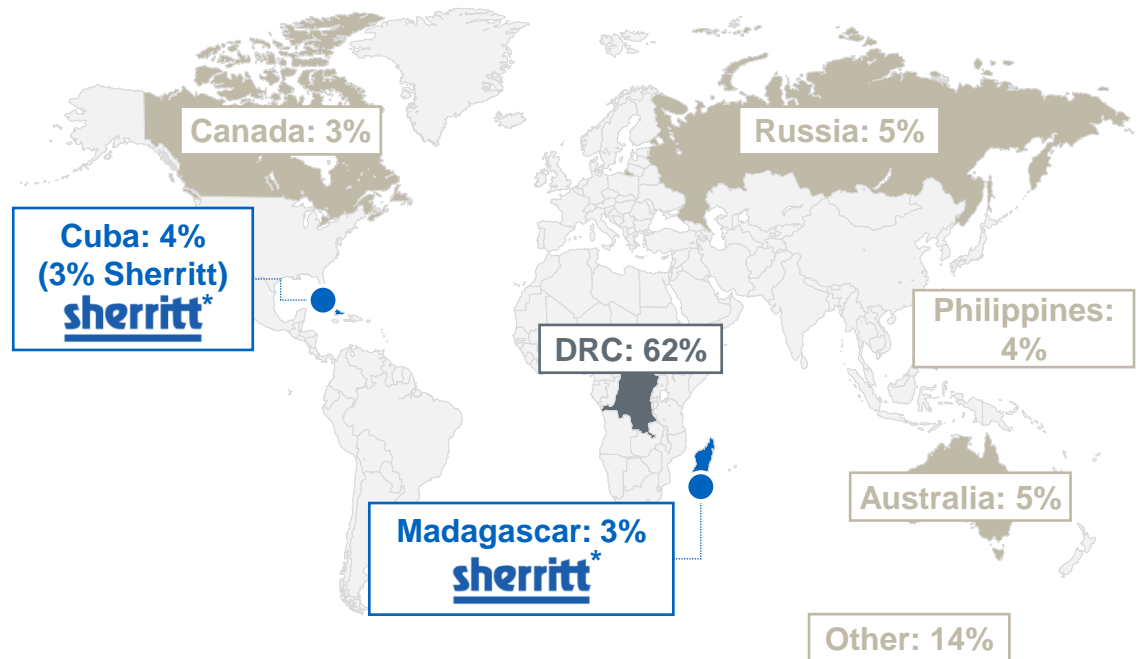 Canada: 3%
Russia: 5%
Cuba: 4%
(3% Sherritt)
sherritt*
Philippines:
4%
DRC: 62%
Australia: 5%
Madagascar: 3%
sherritt*
Other: 14%